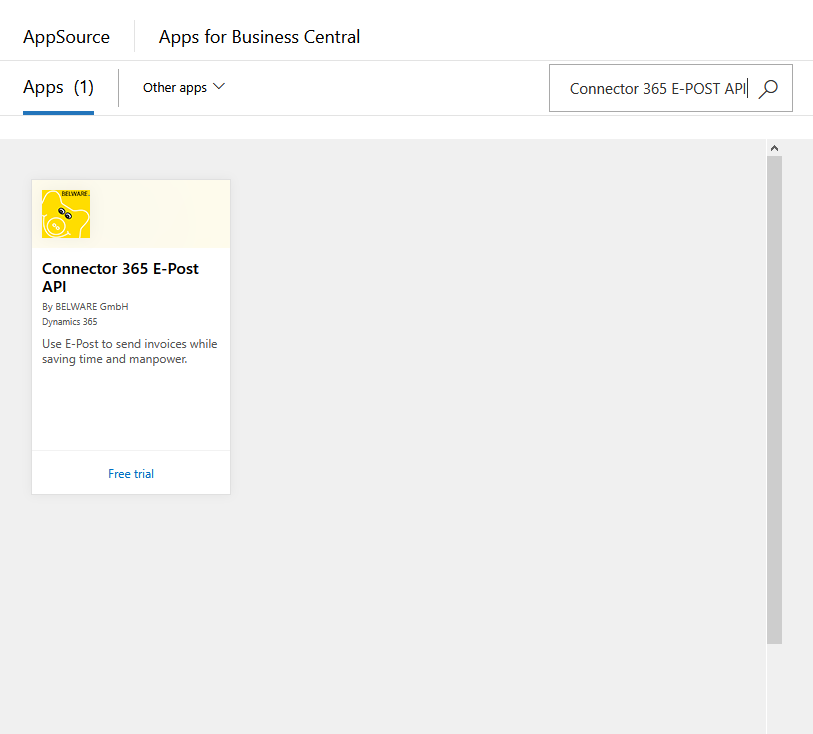 AppSource
Apps for Business Central
Apps (1)
Other apps
Connector 365 E-POST API
BELWARE.
Connector 365 E-Post
API
By BELWARE GmbH
Dynamics 365
Use E-Post to send invoices while
saving time and manpower.
Free trial